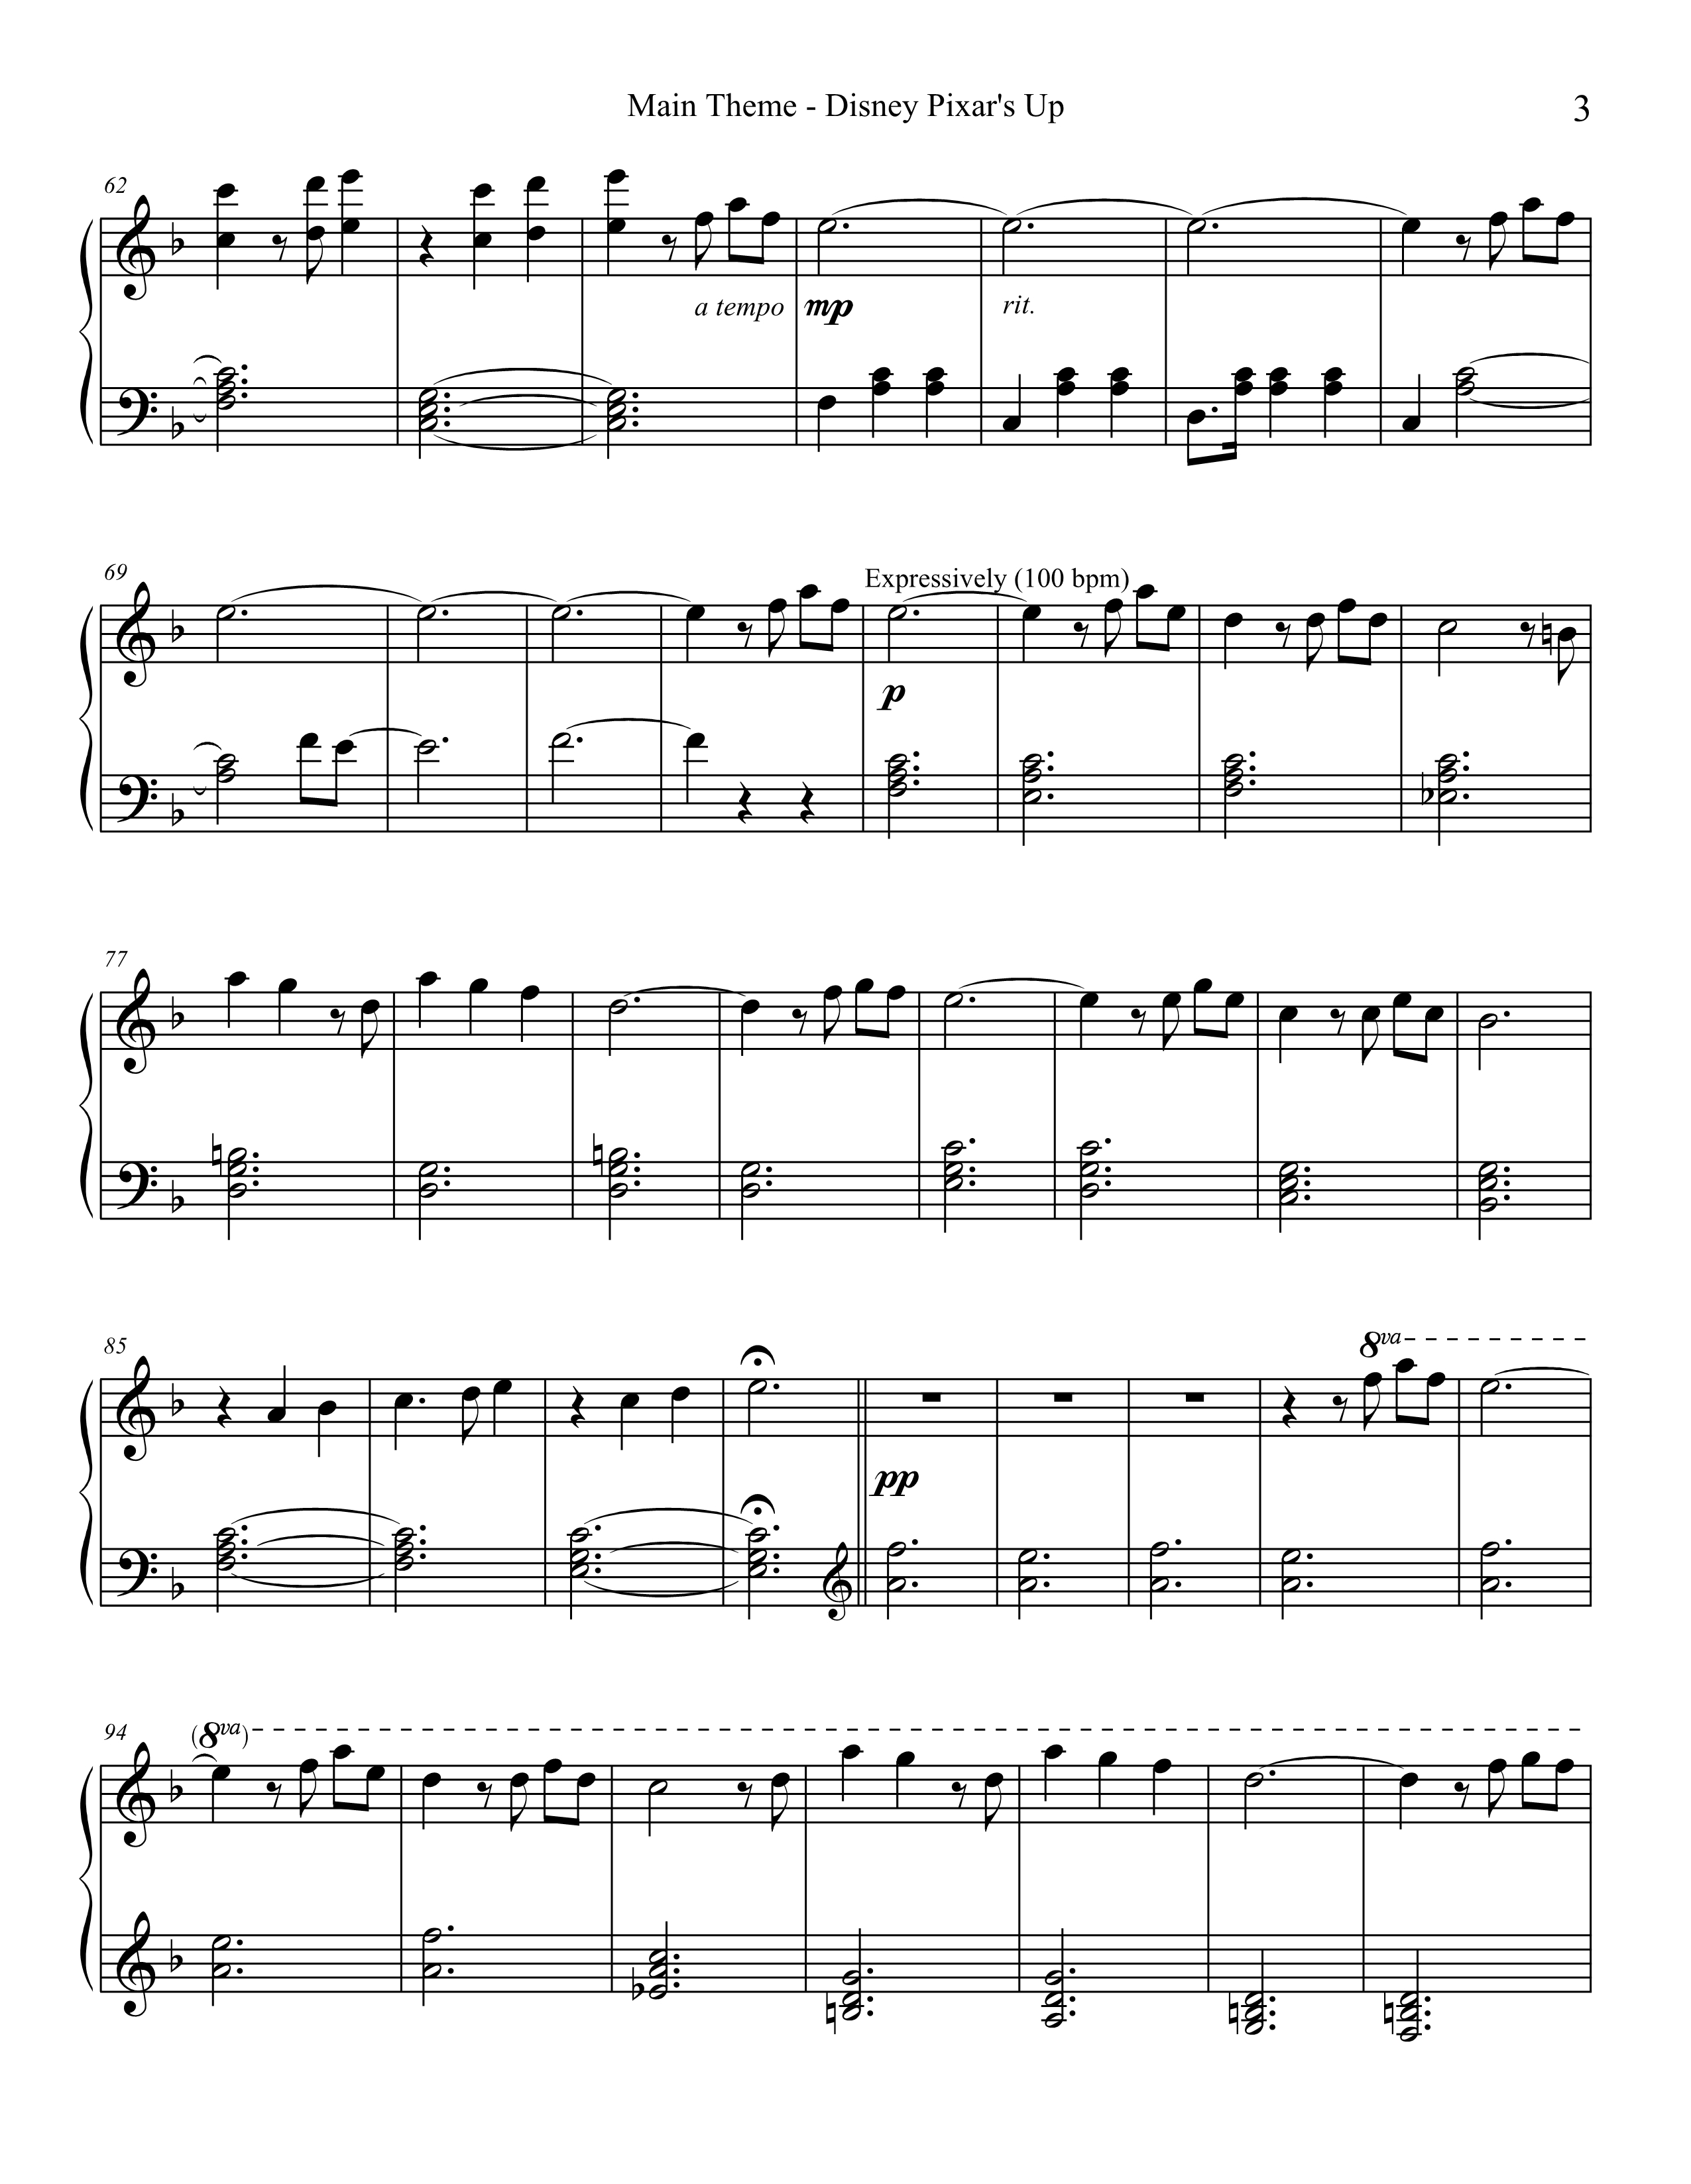 Main Theme - Disney Pixar's Up
3
62
a tempo
mp
rit.
69
Expressively (100 bpm)
p
77
85
8va
pp
94
(8va)